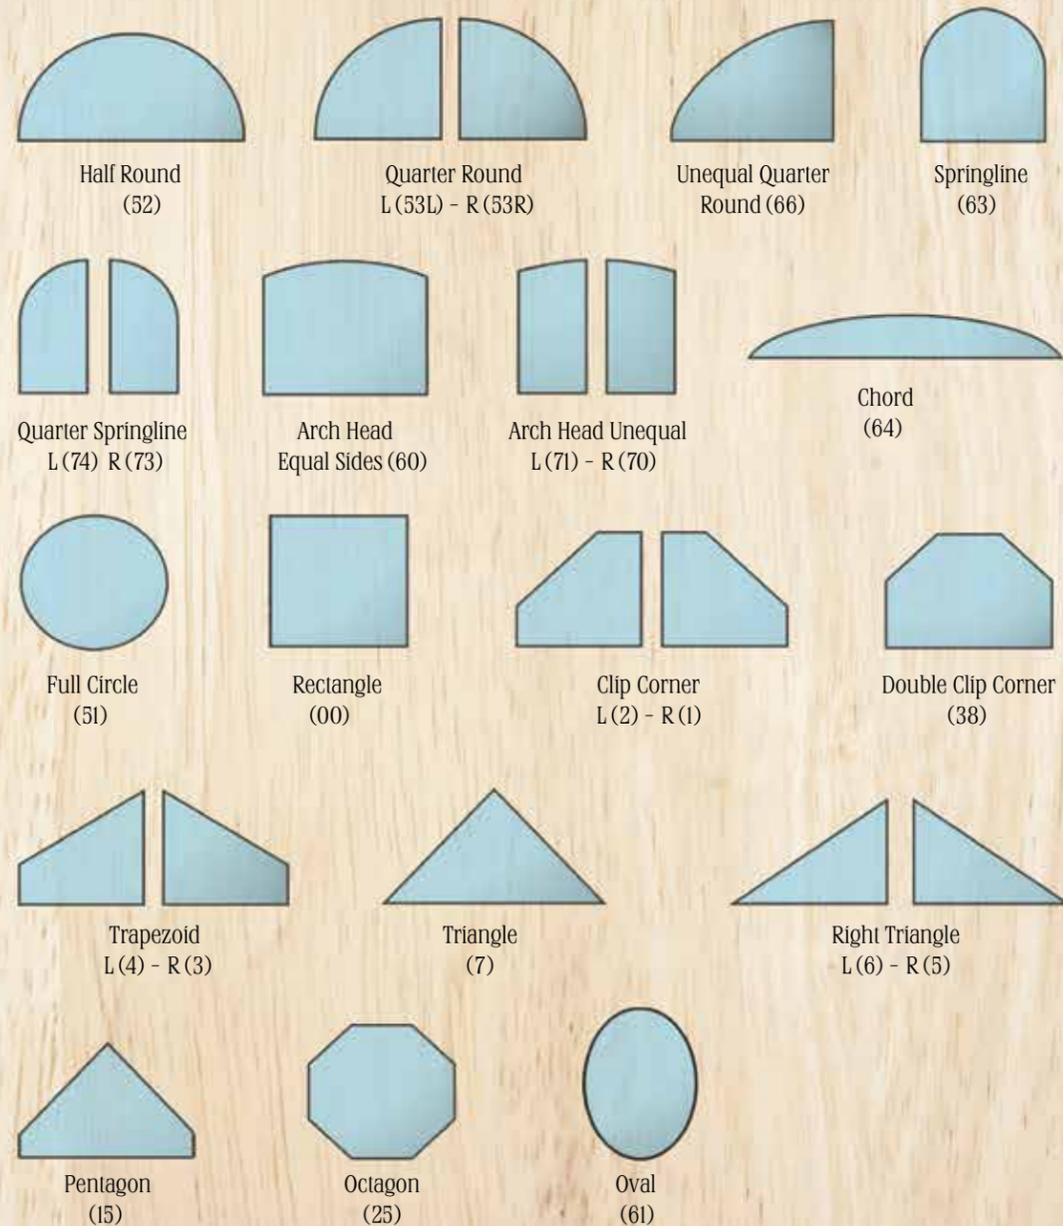 Half Round
(52)
Quarter Round
L (53L) - R (53R)
Unequal Quarter
Round (66)
Springline
(63)
Quarter Springline
L (74) R (73)
Arch Head
Equal Sides (60)
Arch Head Unequal
L (71) - R (70)
Chord
(64)
Full Circle
(51)
Rectangle
(00)
Clip Corner
L (2) - R (1)
Double Clip Corner
(38)
Trapezoid
L (4) - R (3)
Triangle
(7)
Right Triangle
L (6) - R (5)
Pentagon
(15)
Octagon
(25)
Oval
(61)